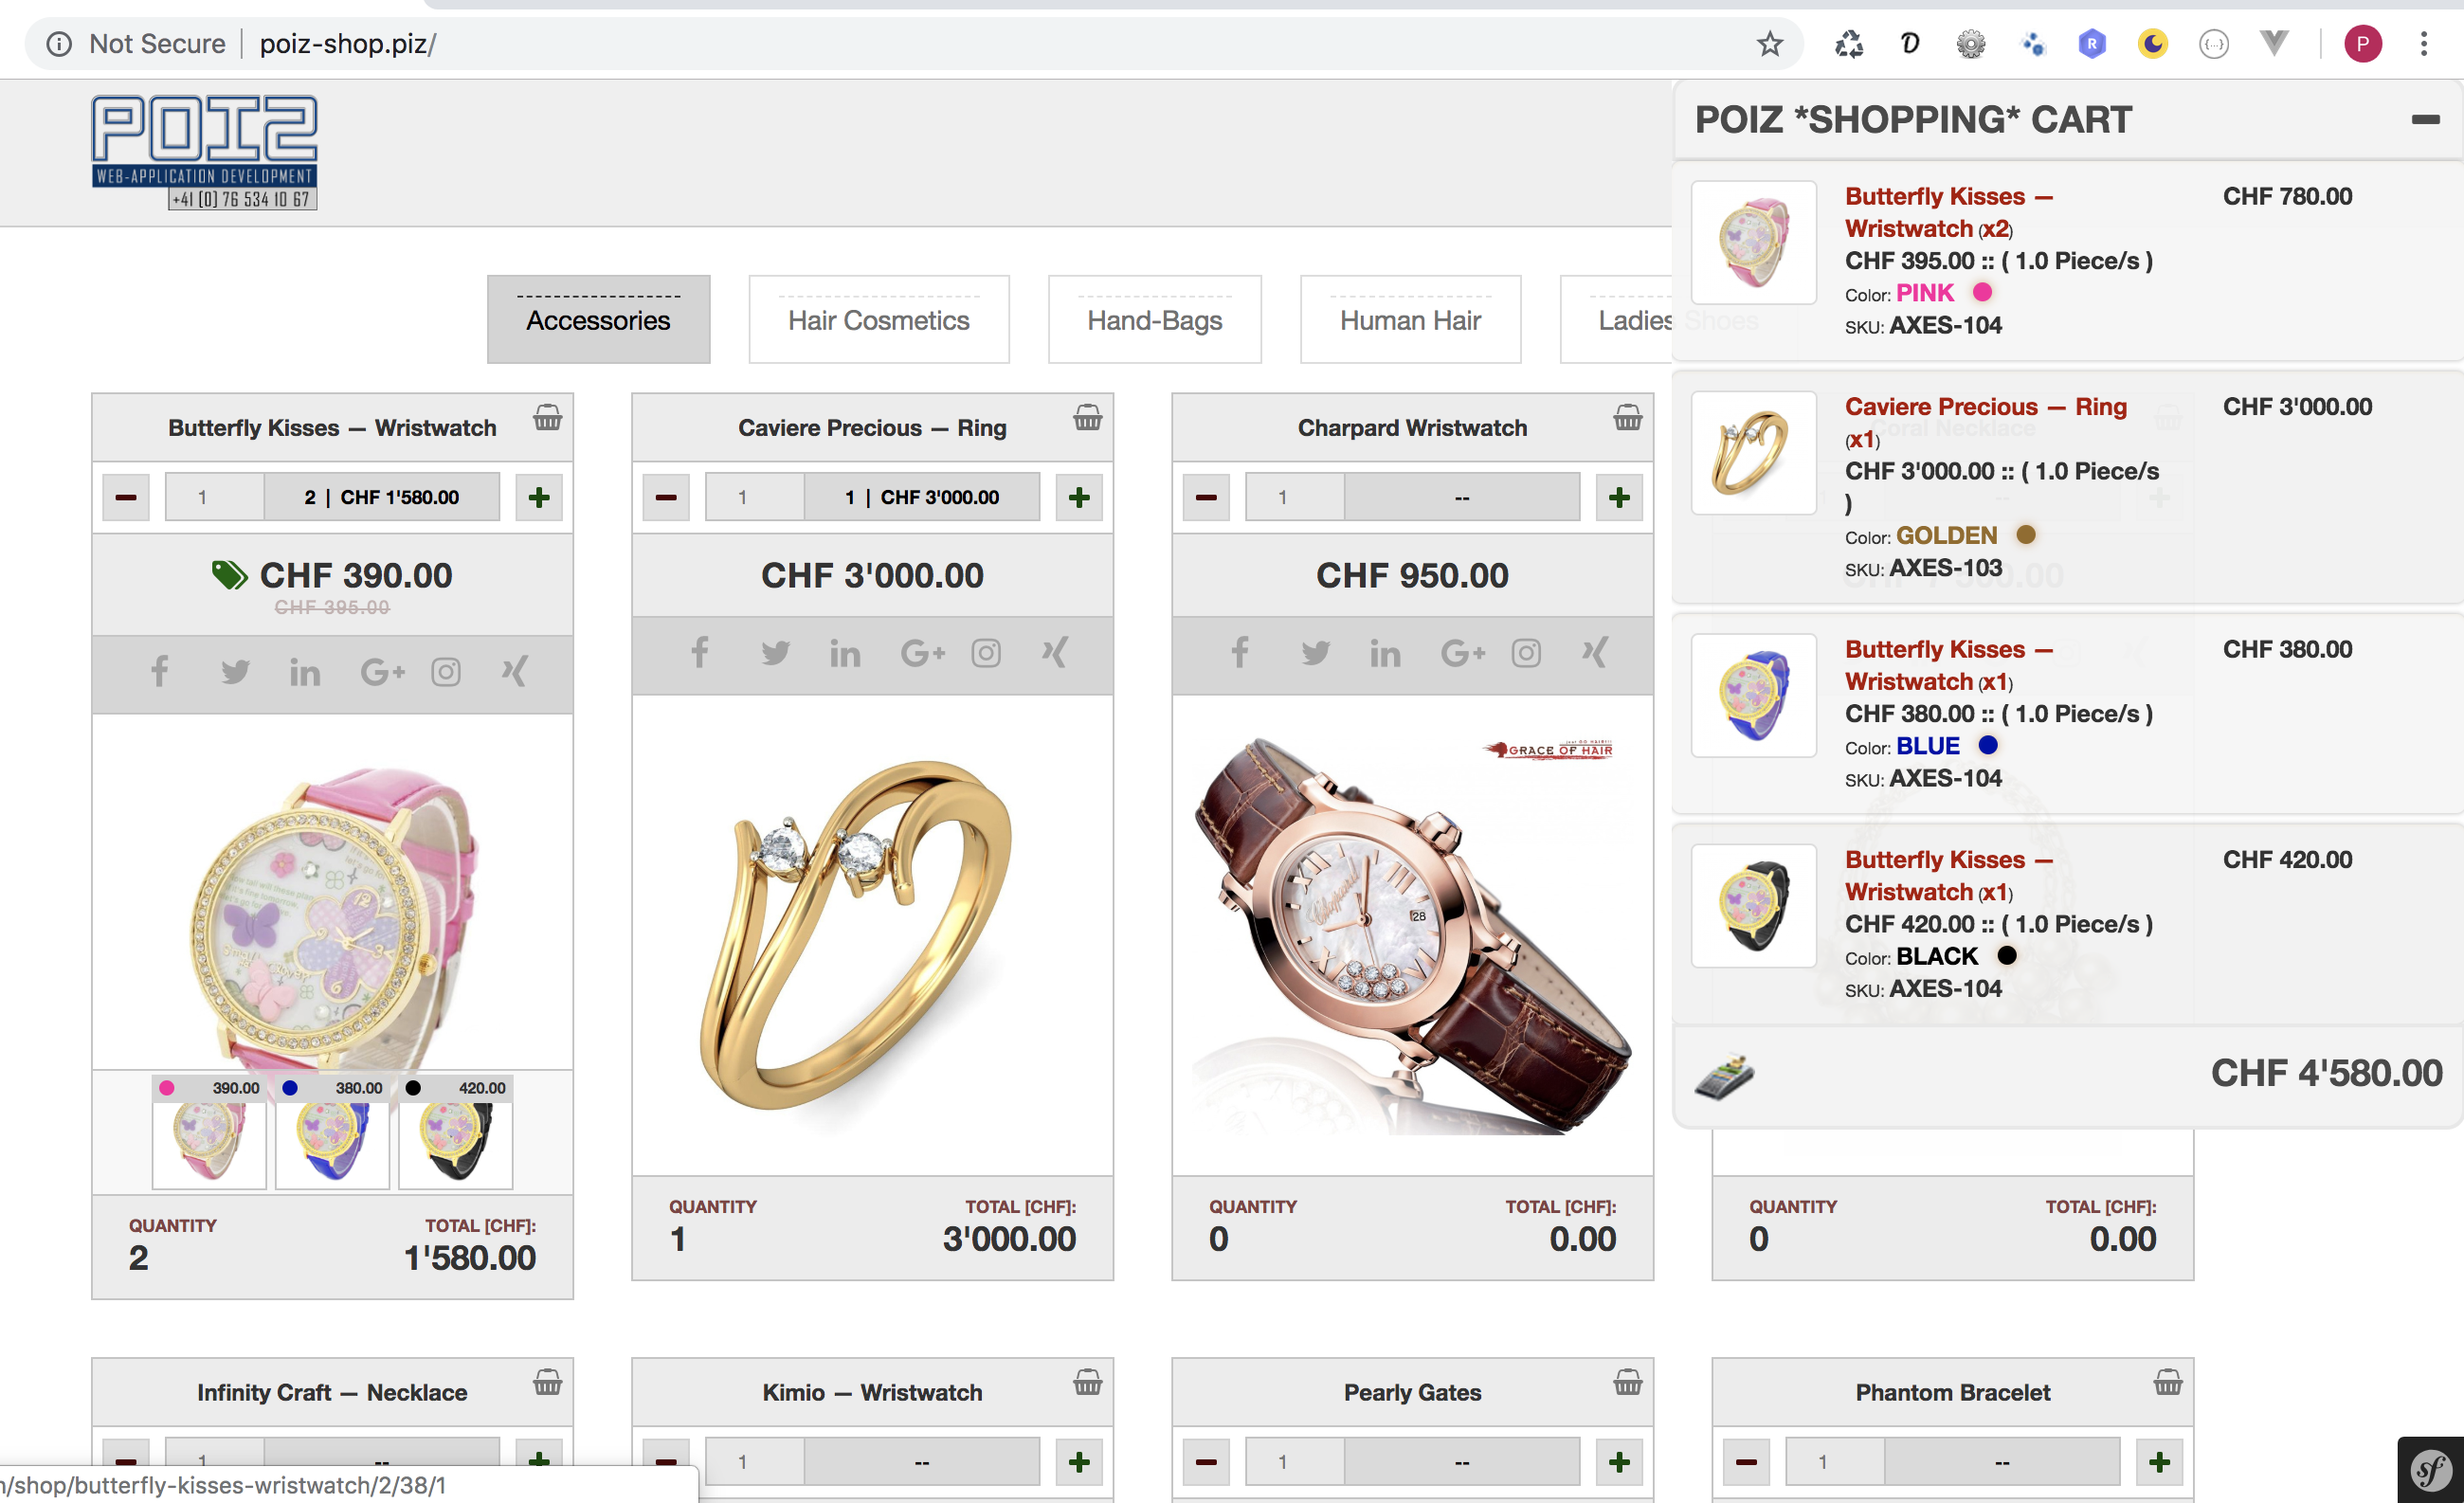 Not Secure | poiz-shop.piz/
P
POIZ
WEB-APPLICATION DEVELOPMENT
+41 [0] 76 534 10 67
Accessories
Hair Cosmetics
Hand-Bags
Human Hair
Ladies Shoes
POIZ *SHOPPING* CART
Butterfly Kisses —
Wristwatch (x2)
CHF 780.00
CHF 395.00 :: ( 1.0 Piece/s )
Color: PINK
SKU: AXES-104
Caviere Precious — Ring
(x1)
CHF 3'000.00
CHF 3'000.00 :: ( 1.0 Piece/s
)
Color: GOLDEN
SKU: AXES-103
Butterfly Kisses —
Wristwatch (x1)
CHF 380.00
CHF 380.00 :: ( 1.0 Piece/s )
Color: BLUE
SKU: AXES-104
Butterfly Kisses —
Wristwatch (x1)
CHF 420.00
CHF 420.00 :: ( 1.0 Piece/s )
Color: BLACK
SKU: AXES-104
CHF 4'580.00
Butterfly Kisses — Wristwatch
1
2 | CHF 1'580.00
CHF 390.00
CHF 395.00
390.00
380.00
420.00
QUANTITY
TOTAL [CHF]:
2
1'580.00
Caviere Precious — Ring
1
1 | CHF 3'000.00
CHF 3'000.00
QUANTITY
TOTAL [CHF]:
1
3'000.00
Charpard Wristwatch
1
--
CHF 950.00
GRACE OF HAIR
Chopard
28
QUANTITY
TOTAL [CHF]:
0
0.00
Coral Necklace
QUANTITY
TOTAL [CHF]:
0
0.00
Infinity Craft — Necklace
1
--
Kimio — Wristwatch
1
--
Pearly Gates
1
--
Phantom Bracelet
1
--
/shop/butterfly-kisses-wristwatch/2/38/1
sf